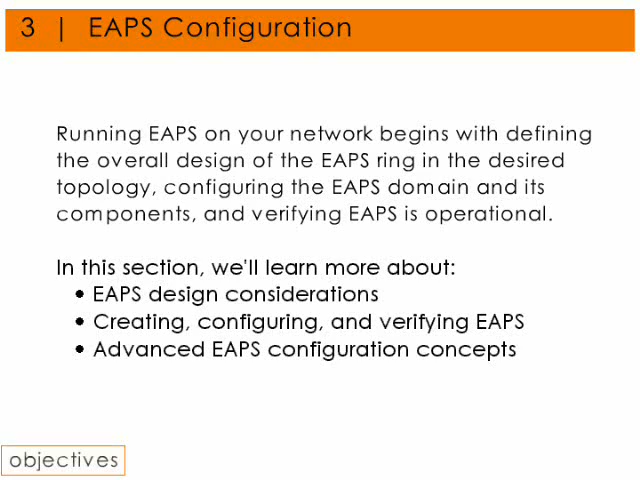 3 | EAPS Configuration
Running EAPS on your network begins with defining
the overall design of the EAPS ring in the desired
topology, configuring the EAPS domain and its
components, and verifying EAPS is operational.
In this section, we'll learn more about:
• EAPS design considerations
• Creating, configuring, and verifying EAPS
• Advanced EAPS configuration concepts
objectives